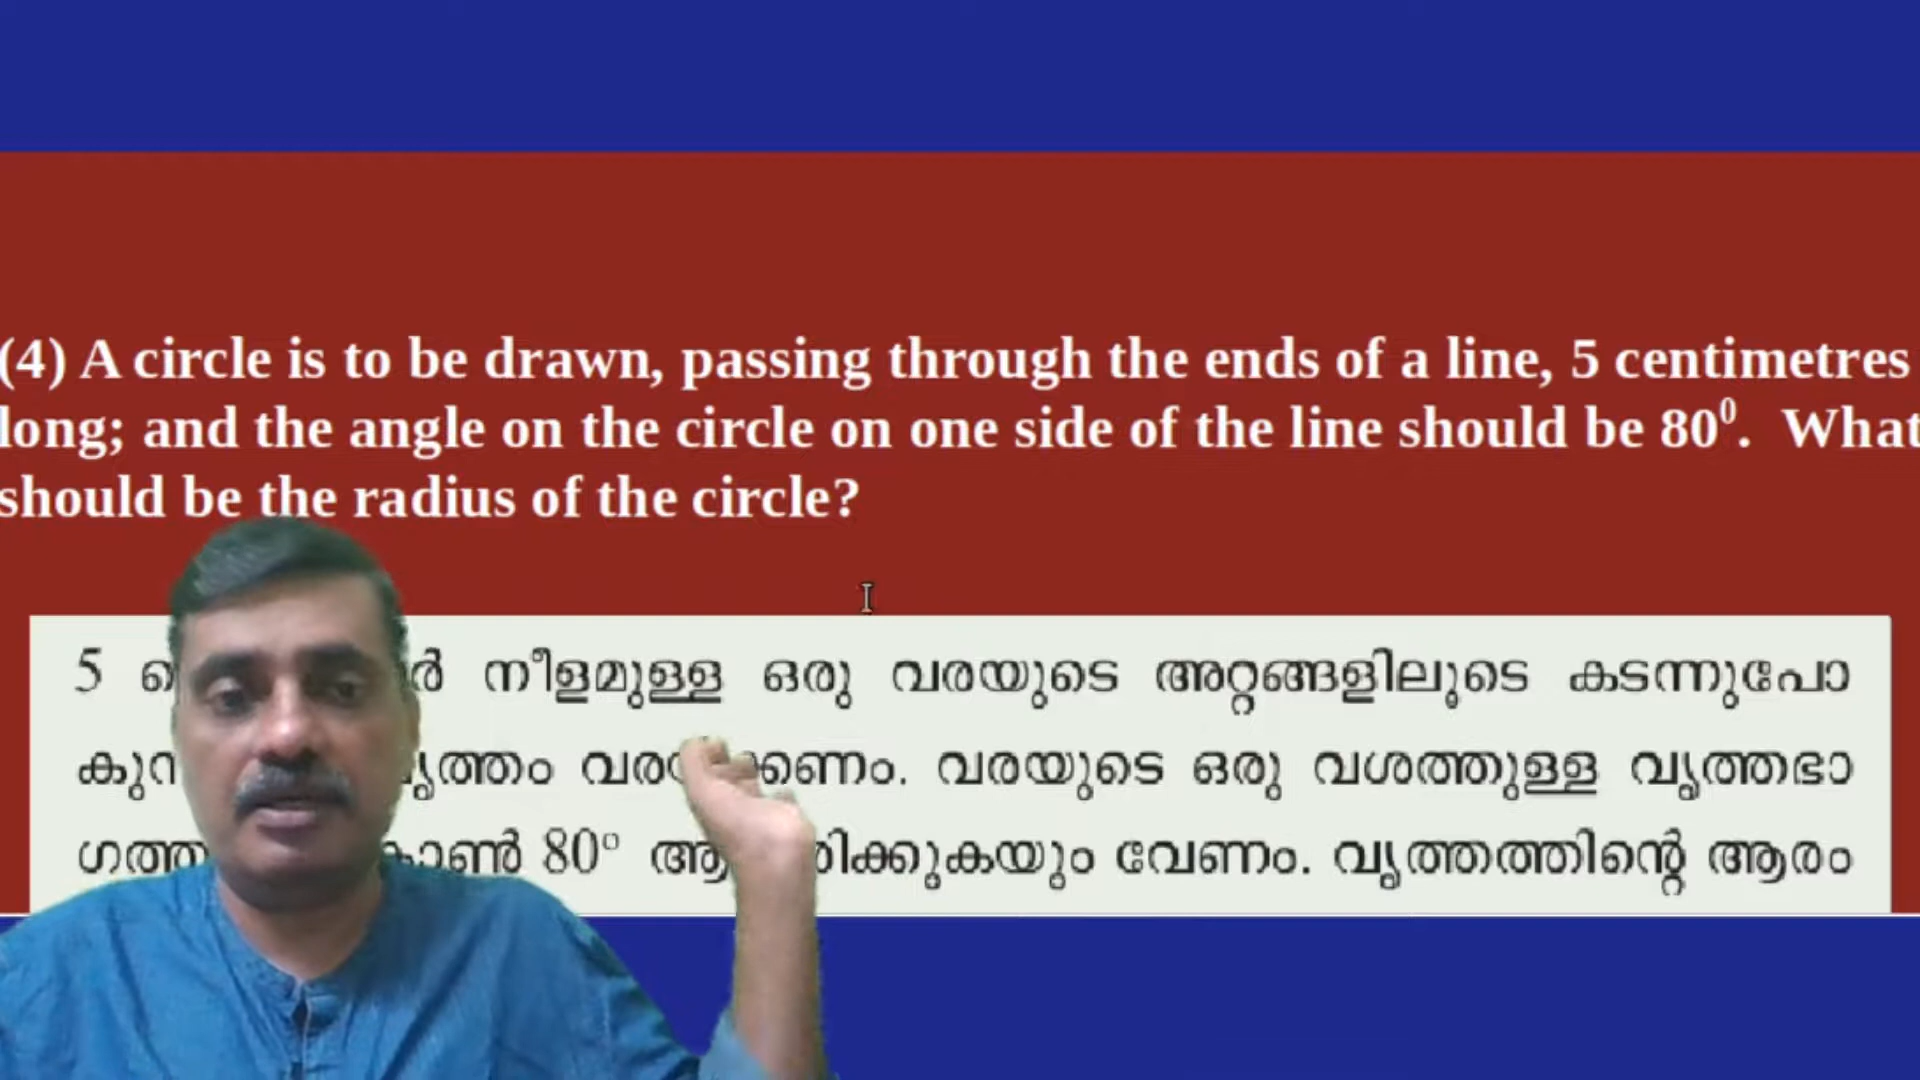 (4) A circle is to be drawn, passing through the ends of a line, 5 centimetres
long; and the angle on the circle on one side of the line should be 80⁰. What
should be the radius of the circle?
5 നീളമുള്ള ഒരു വരയുടെ അറ്റങ്ങളിലൂടെ കടന്നുപോ
വരയുടെ ഒരു വശത്തുള്ള വൃത്തഭാ
80° വേണം. വൃത്തത്തിന്റെ ആരം